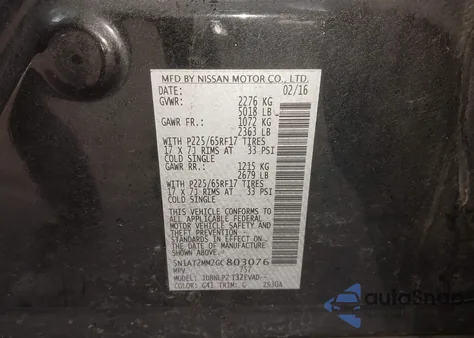 MFD BY NISSAN MOTOR CO., LTD.
DATE: 02/16
GVWR: 2276 KG
5018 LB
GAWR FR.: 1072 KG
2363 LB
WITH P225/65RF17 TIRES
17 X 7J RIMS AT 33 PSI
COLD SINGLE
GAWR RR.: 1215 KG
2679 LB
WITH P225/65RF17 TIRES
17 X 7J RIMS AT 33 PSI
COLD SINGLE
THIS VEHICLE CONFORMS TO
ALL APPLICABLE FEDERAL
MOTOR VEHICLE SAFETY AND
THEFT PREVENTION
STANDARDS IN EFFECT ON THE
DATE OF MANUFACTURE
SHOWN ABOVE.
5N1AT2MM2GC803076
MPV 757
MODEL:
COLOR: G41 TRIM: G
autoSnap